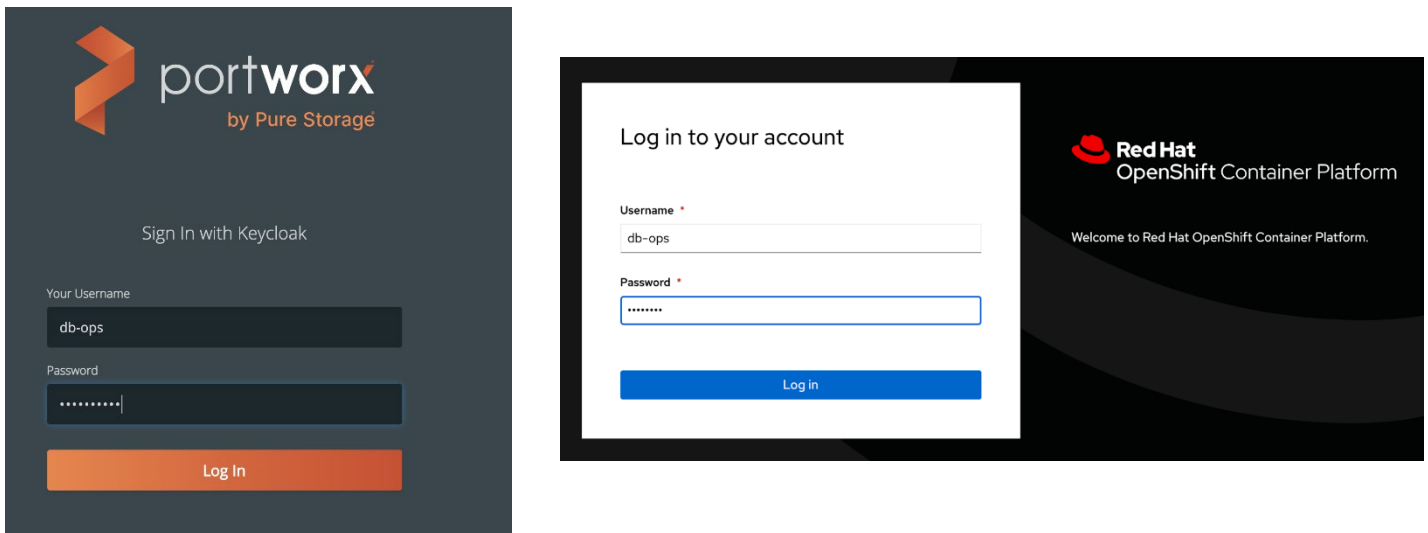 portworx
by Pure Storage
Sign In with Keycloak
Your Username
db-ops
Password
••••••••••
Log In
Log in to your account
Username *
db-ops
Password *
••••••••
Log in
Red Hat
OpenShift Container Platform
Welcome to Red Hat OpenShift Container Platform.